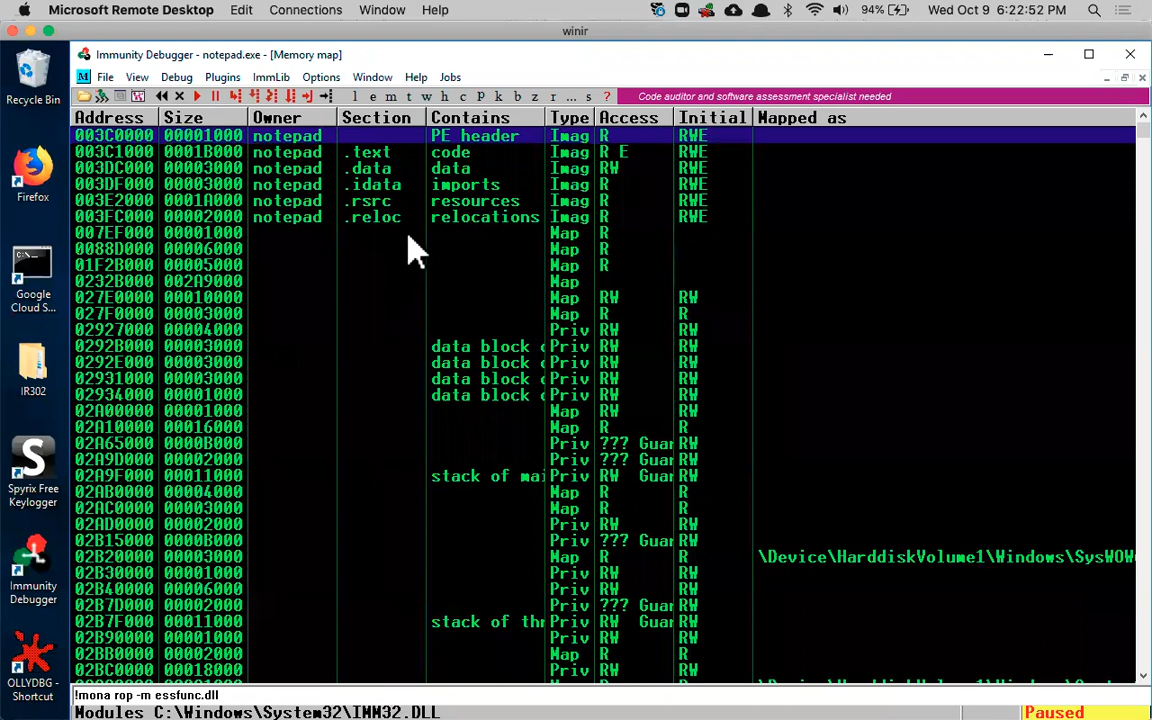 Microsoft Remote Desktop Edit Connections Window Help 94% Wed Oct 9 6:22:52 PM
winir
Immunity Debugger - notepad.exe - [Memory map]
M File View Debug Plugins ImmLib Options Window Help Jobs
l e m t w h c P k b z r ... s ? Code auditor and software assessment specialist needed
Address Size Owner Section Contains Type Access Initial Mapped as
003C0000 00001000 notepad PE header Imag R RWE
003C1000 0001B000 notepad .text code Imag R E RWE
003DC000 00003000 notepad .data data Imag RW RWE
003DF000 00003000 notepad .idata imports Imag R RWE
003E2000 0001A000 notepad .rsrc resources Imag R RWE
003FC000 00002000 notepad .reloc relocations Imag R RWE
007EF000 00001000 Map R
0088D000 00006000 Map R
01F2B000 00005000 Map R
0232B000 002A9000 Map
027E0000 00010000 Map RW RW
027F0000 00003000 Map R R
02927000 00004000 Priv RW RW
0292B000 00003000 data block Priv RW RW
0292E000 00003000 data block Priv RW RW
02931000 00003000 data block Priv RW RW
02934000 00001000 data block Priv RW RW
02A00000 00001000 Map RW RW
02A10000 00016000 Map R R
02A65000 0000B000 Priv ??? Guar RW
02A9D000 00002000 Priv ??? Guar RW
02A9F000 00011000 stack of mai Priv RW Guar RW
02AB0000 00004000 Map R R
02AC0000 00003000 Map R R
02AD0000 00002000 Priv RW RW
02B15000 0000B000 Priv ??? Guar RW
02B20000 00003000 Map R R \Device\HarddiskVolume1\Windows\SysWOW
02B30000 00001000 Priv RW RW
02B40000 00006000 Priv RW RW
02B7D000 00002000 Priv ??? Guar RW
02B7F000 00011000 stack of thr Priv RW Guar RW
02B90000 00001000 Priv RW RW
02BB0000 00002000 Map R R
02BC0000 00018000 Priv RW RW
!mona rop -m essfunc.dll
Modules C:\Windows\System32\IMM32.DLL Paused
Recycle Bin
Firefox
Google
Cloud S...
IR302
S
Spyrix Free
Keylogger
Immunity
Debugger
OLLYDBG -
Shortcut